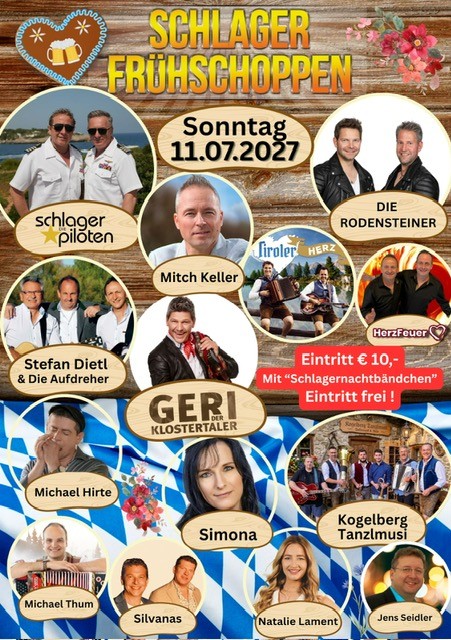 SCHLAGER
FRÜHSCHOPPEN
Sonntag
11.07.2027
schlager
DIE
piloten
DIE
RODENSTEINER
Mitch Keller
Tiroler HERZ
HerzFeuer
Stefan Dietl
& Die Aufdreher
GERI DER
KLOSTERTALER
Eintritt € 10,-
Mit "Schlagernachtbändchen"
Eintritt frei !
Michael Hirte
Simona
Kogelberg
Tanzlmusi
Michael Thum
Silvanas
Natalie Lament
Jens Seidler